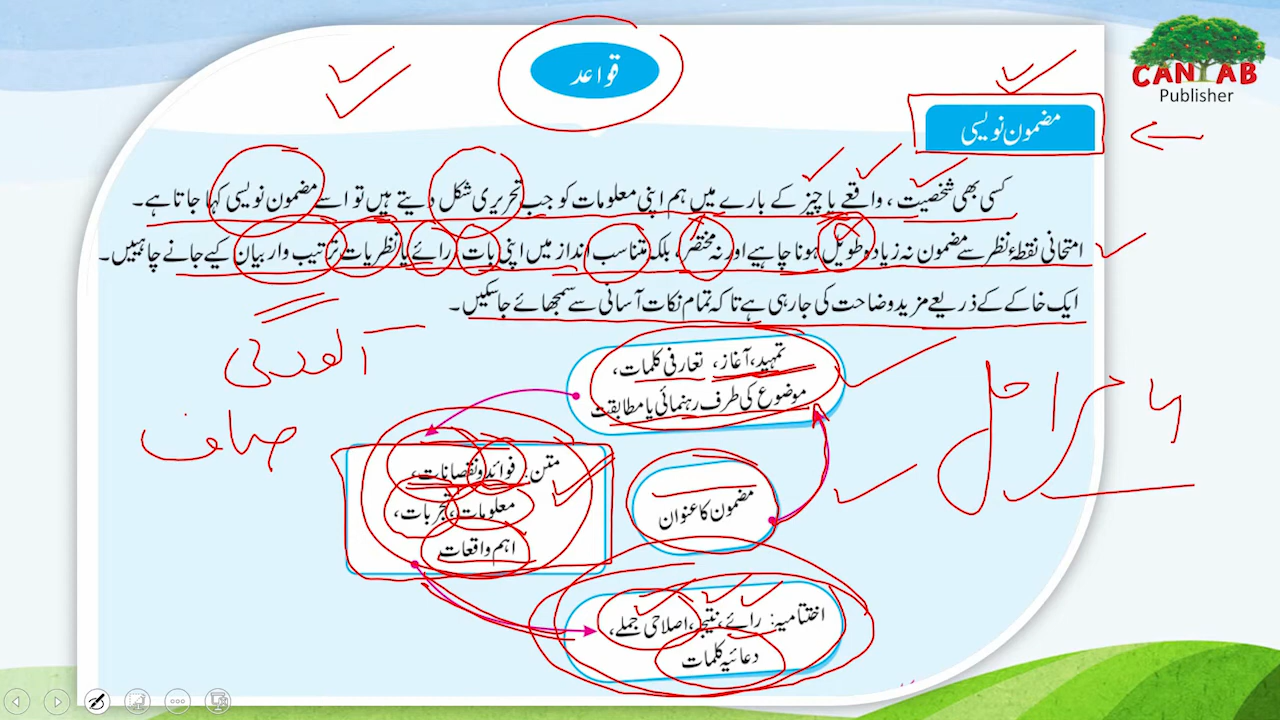 قواعد
CANTAB
Publisher
مضمون نویسی
کسی بھی شخصیت، واقعے یا چیز کے بارے میں ہم اپنی معلومات کو جب تحریری شکل دیتے ہیں تو اسے مضمون نویسی کہا جاتا ہے۔
امتحانی نقطۂ نظر سے مضمون نہ زیادہ طویل ہونا چاہیے اور نہ مختصر، بلکہ متناسب انداز میں اپنی بات، رائے یا نظریات ترتیب وار بیان کیے جانے چاہییں۔
ایک خاکے کے ذریعے مزید وضاحت کی جا رہی ہے تاکہ تمام نکات آسانی سے سمجھائے جا سکیں۔
تمہید، آغاز، تعارفی کلمات،
موضوع کی طرف رہنمائی یا مطابقت
مضمون کا عنوان
متن: فوائد و نقصانات،
معلومات، تجربات،
اہم واقعات
اختتامیہ: رائے، نتیجہ، اصلاحی جملے،
دعائیہ کلمات
مراحل
آلودگی
صاف